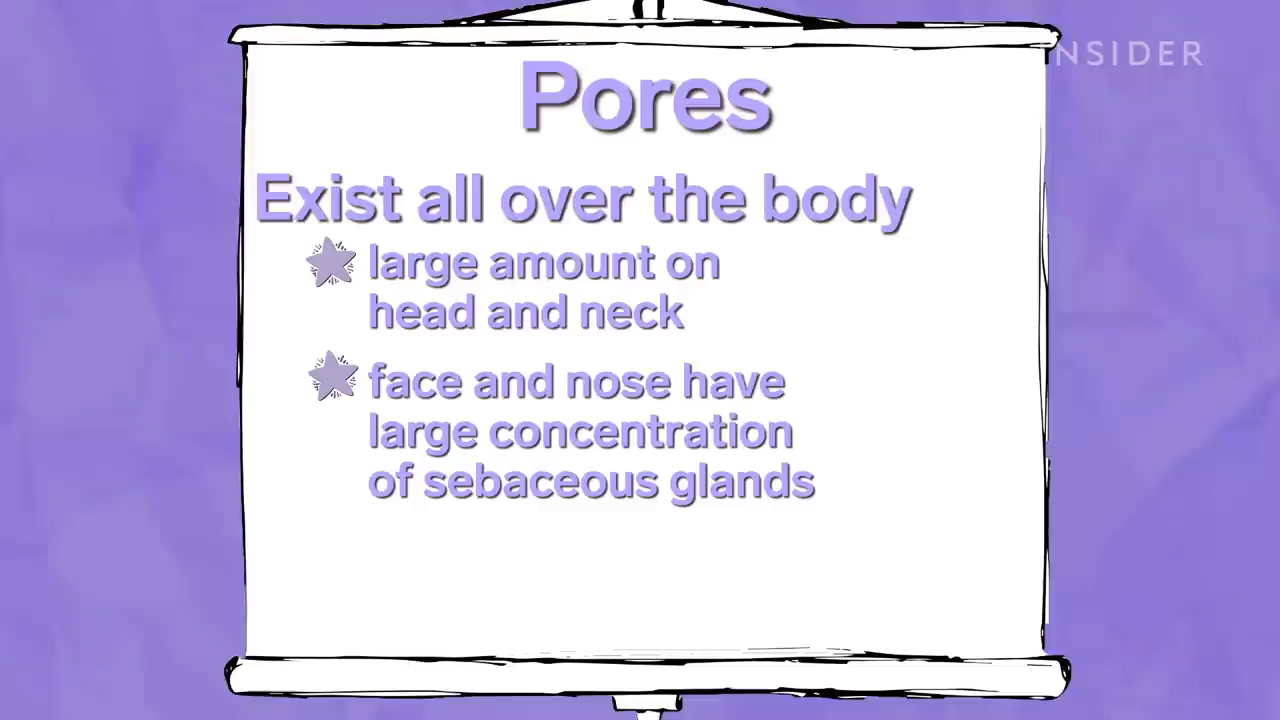 Pores
NSIDER
Exist all over the body
large amount on
head and neck
face and nose have
large concentration
of sebaceous glands